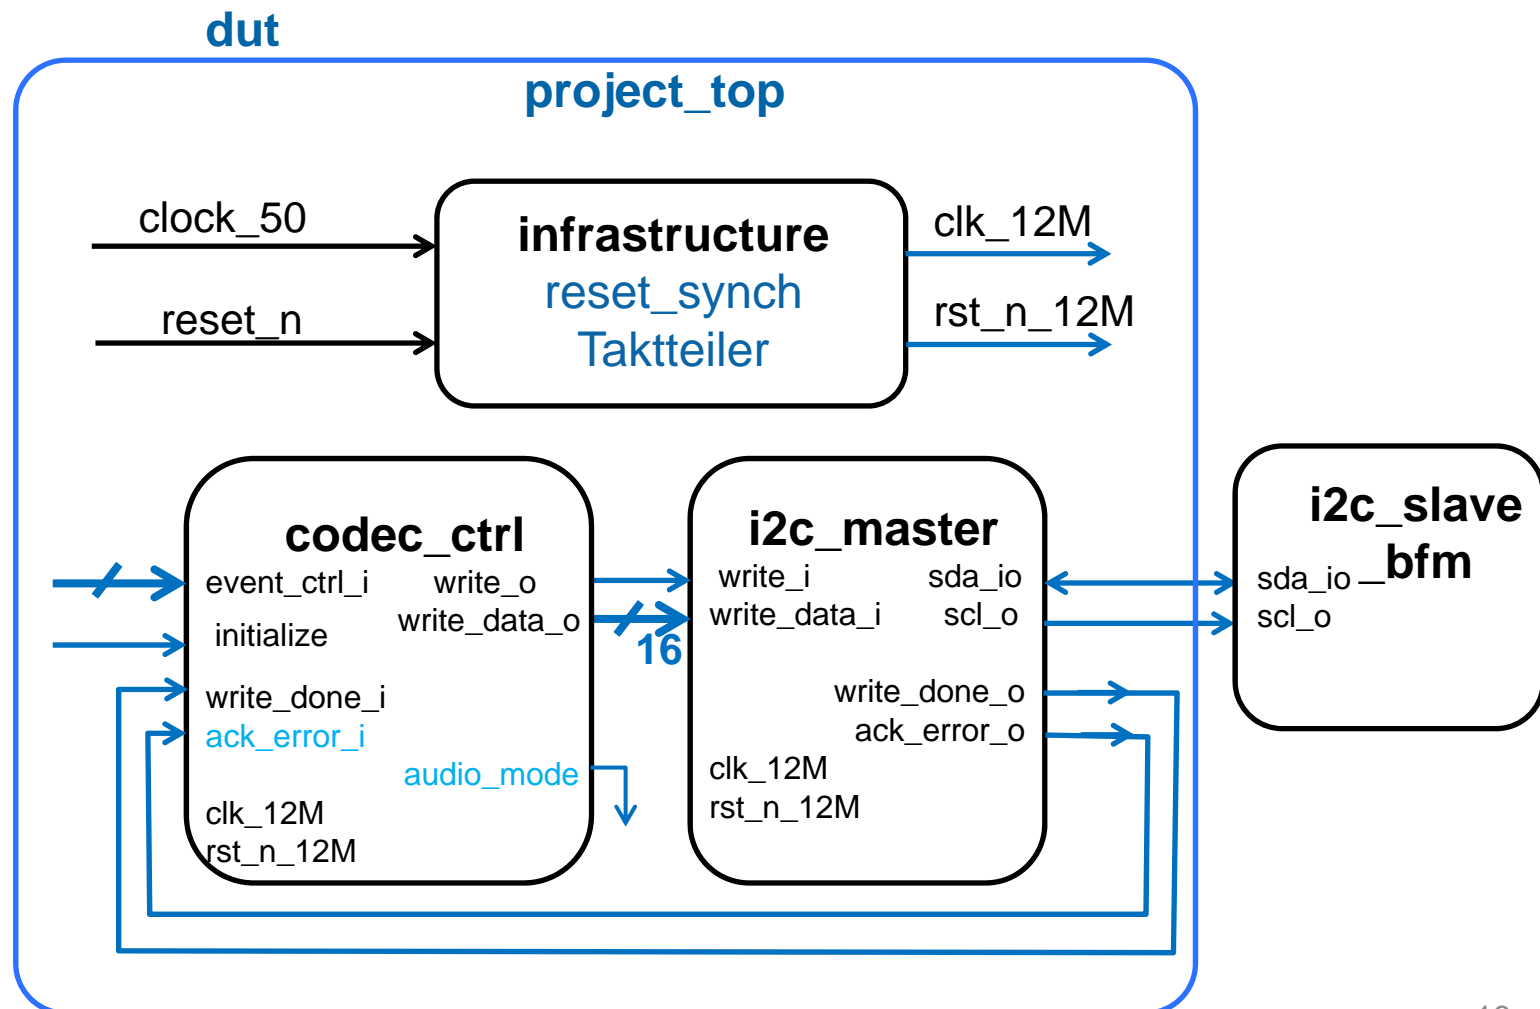 dut
project_top
clock_50
reset_n
infrastructure
reset_synch
Taktteiler
clk_12M
rst_n_12M
codec_ctrl
event_ctrl_i write_o
write_data_o
initialize
write_done_i
ack_error_i
audio_mode
clk_12M
rst_n_12M
16
i2c_master
write_i sda_io
write_data_i scl_o
write_done_o
ack_error_o
clk_12M
rst_n_12M
i2c_slave
_bfm
sda_io
scl_o